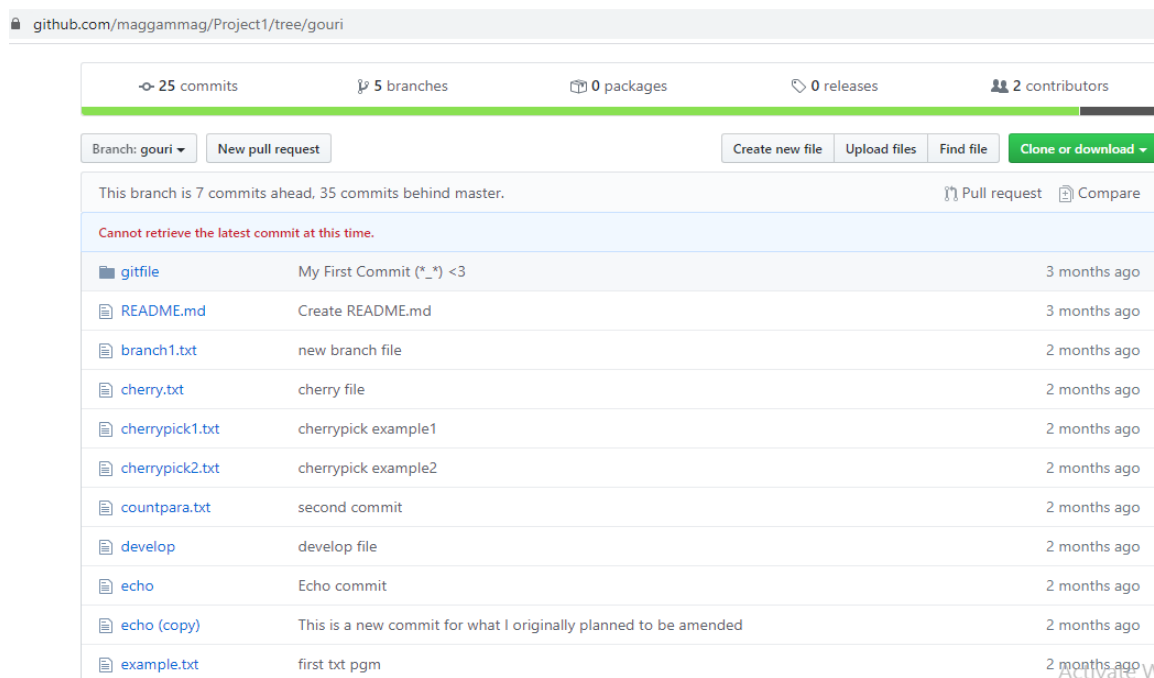 github.com/maggammag/Project1/tree/gouri
25 commits 5 branches 0 packages 0 releases 2 contributors
Branch: gouri New pull request Create new file Upload files Find file Clone or download
This branch is 7 commits ahead, 35 commits behind master. Pull request Compare
Cannot retrieve the latest commit at this time.
gitfile My First Commit (*_*) <3 3 months ago
README.md Create README.md 3 months ago
branch1.txt new branch file 2 months ago
cherry.txt cherry file 2 months ago
cherrypick1.txt cherrypick example1 2 months ago
cherrypick2.txt cherrypick example2 2 months ago
countpara.txt second commit 2 months ago
develop develop file 2 months ago
echo Echo commit 2 months ago
echo (copy) This is a new commit for what I originally planned to be amended 2 months ago
example.txt first txt pgm 2 months ago
Activate W